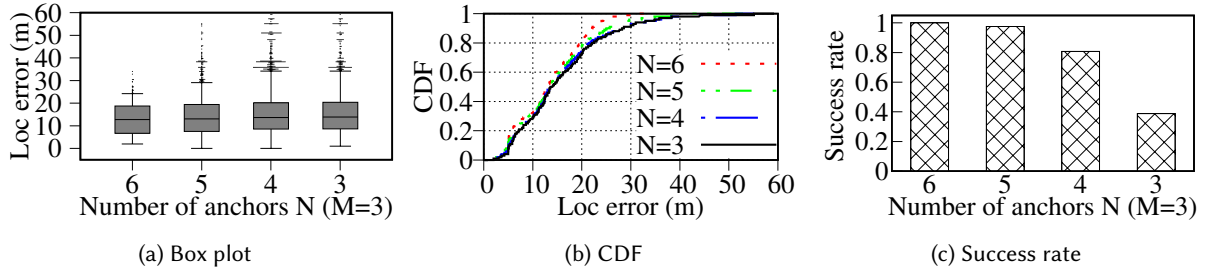 Loc error (m)
60
50
40
30
20
10
0
6 5 4 3
Number of anchors N (M=3)
(a) Box plot
CDF
1
0.8
0.6
0.4
0.2
0
N=6
N=5
N=4
N=3
0 10 20 30 40 50 60
Loc error (m)
(b) CDF
Success rate
1
0.8
0.6
0.4
0.2
0
6 5 4 3
Number of anchors N (M=3)
(c) Success rate